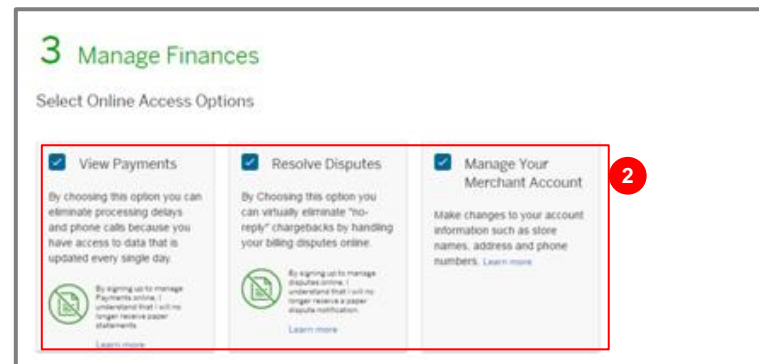 3 Manage Finances
Select Online Access Options
View Payments
By choosing this option you can
eliminate processing delays
and phone calls because you
have access to data that is
updated every single day.
By signing up to manage
Payments online, I
understand that I will no
longer receive paper
statements.
Learn more
Resolve Disputes
By Choosing this option you
can virtually eliminate "no-
reply" chargebacks by handling
your billing disputes online.
By signing up to manage
disputes online, I
understand that I will no
longer receive a paper
dispute notification.
Learn more
Manage Your
Merchant Account
Make changes to your account
information such as store
names, address and phone
numbers. Learn more
2